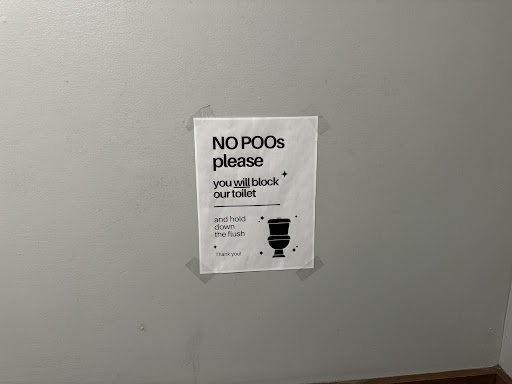 NO POOs
please
you will block
our toilet
and hold
down
the flush
Thank you!